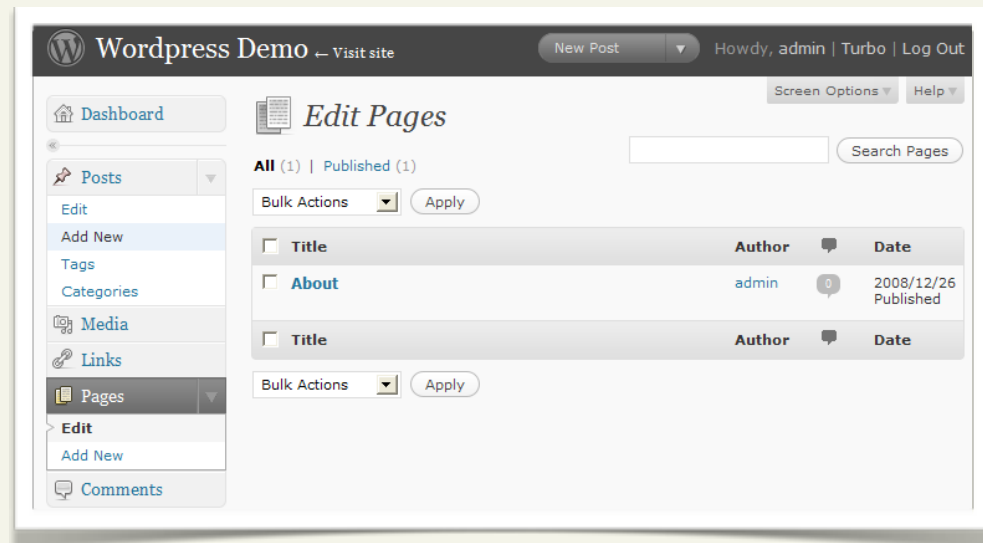 Wordpress Demo ← Visit site
New Post
Howdy, admin | Turbo | Log Out
Screen Options
Help
Dashboard
Edit Pages
Search Pages
All (1) | Published (1)
Posts
Edit
Add New
Tags
Categories
Media
Links
Pages
Edit
Add New
Comments
Bulk Actions
Apply
Title Author Date
About admin 0 2008/12/26
Published
Title Author Date
Bulk Actions
Apply